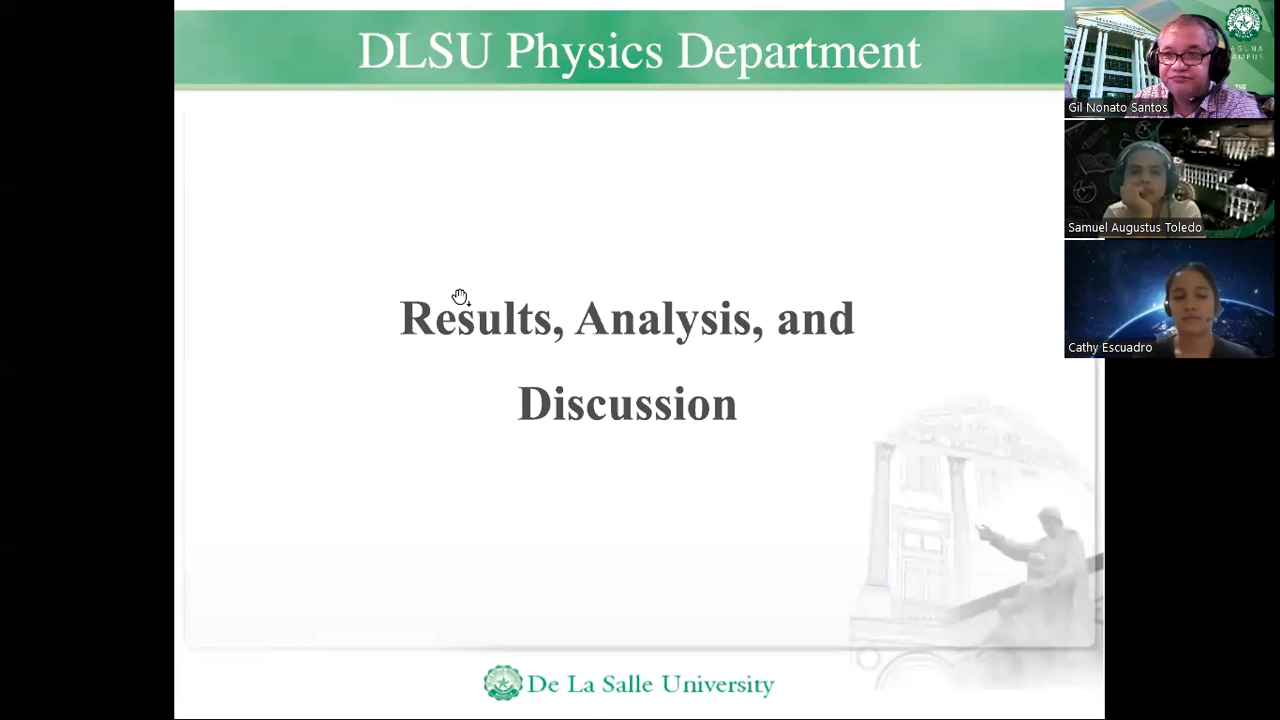 DLSU Physics Department
Results, Analysis, and
Discussion
De La Salle University
Gil Nonato Santos
Samuel Augustus Toledo
Cathy Escuadro